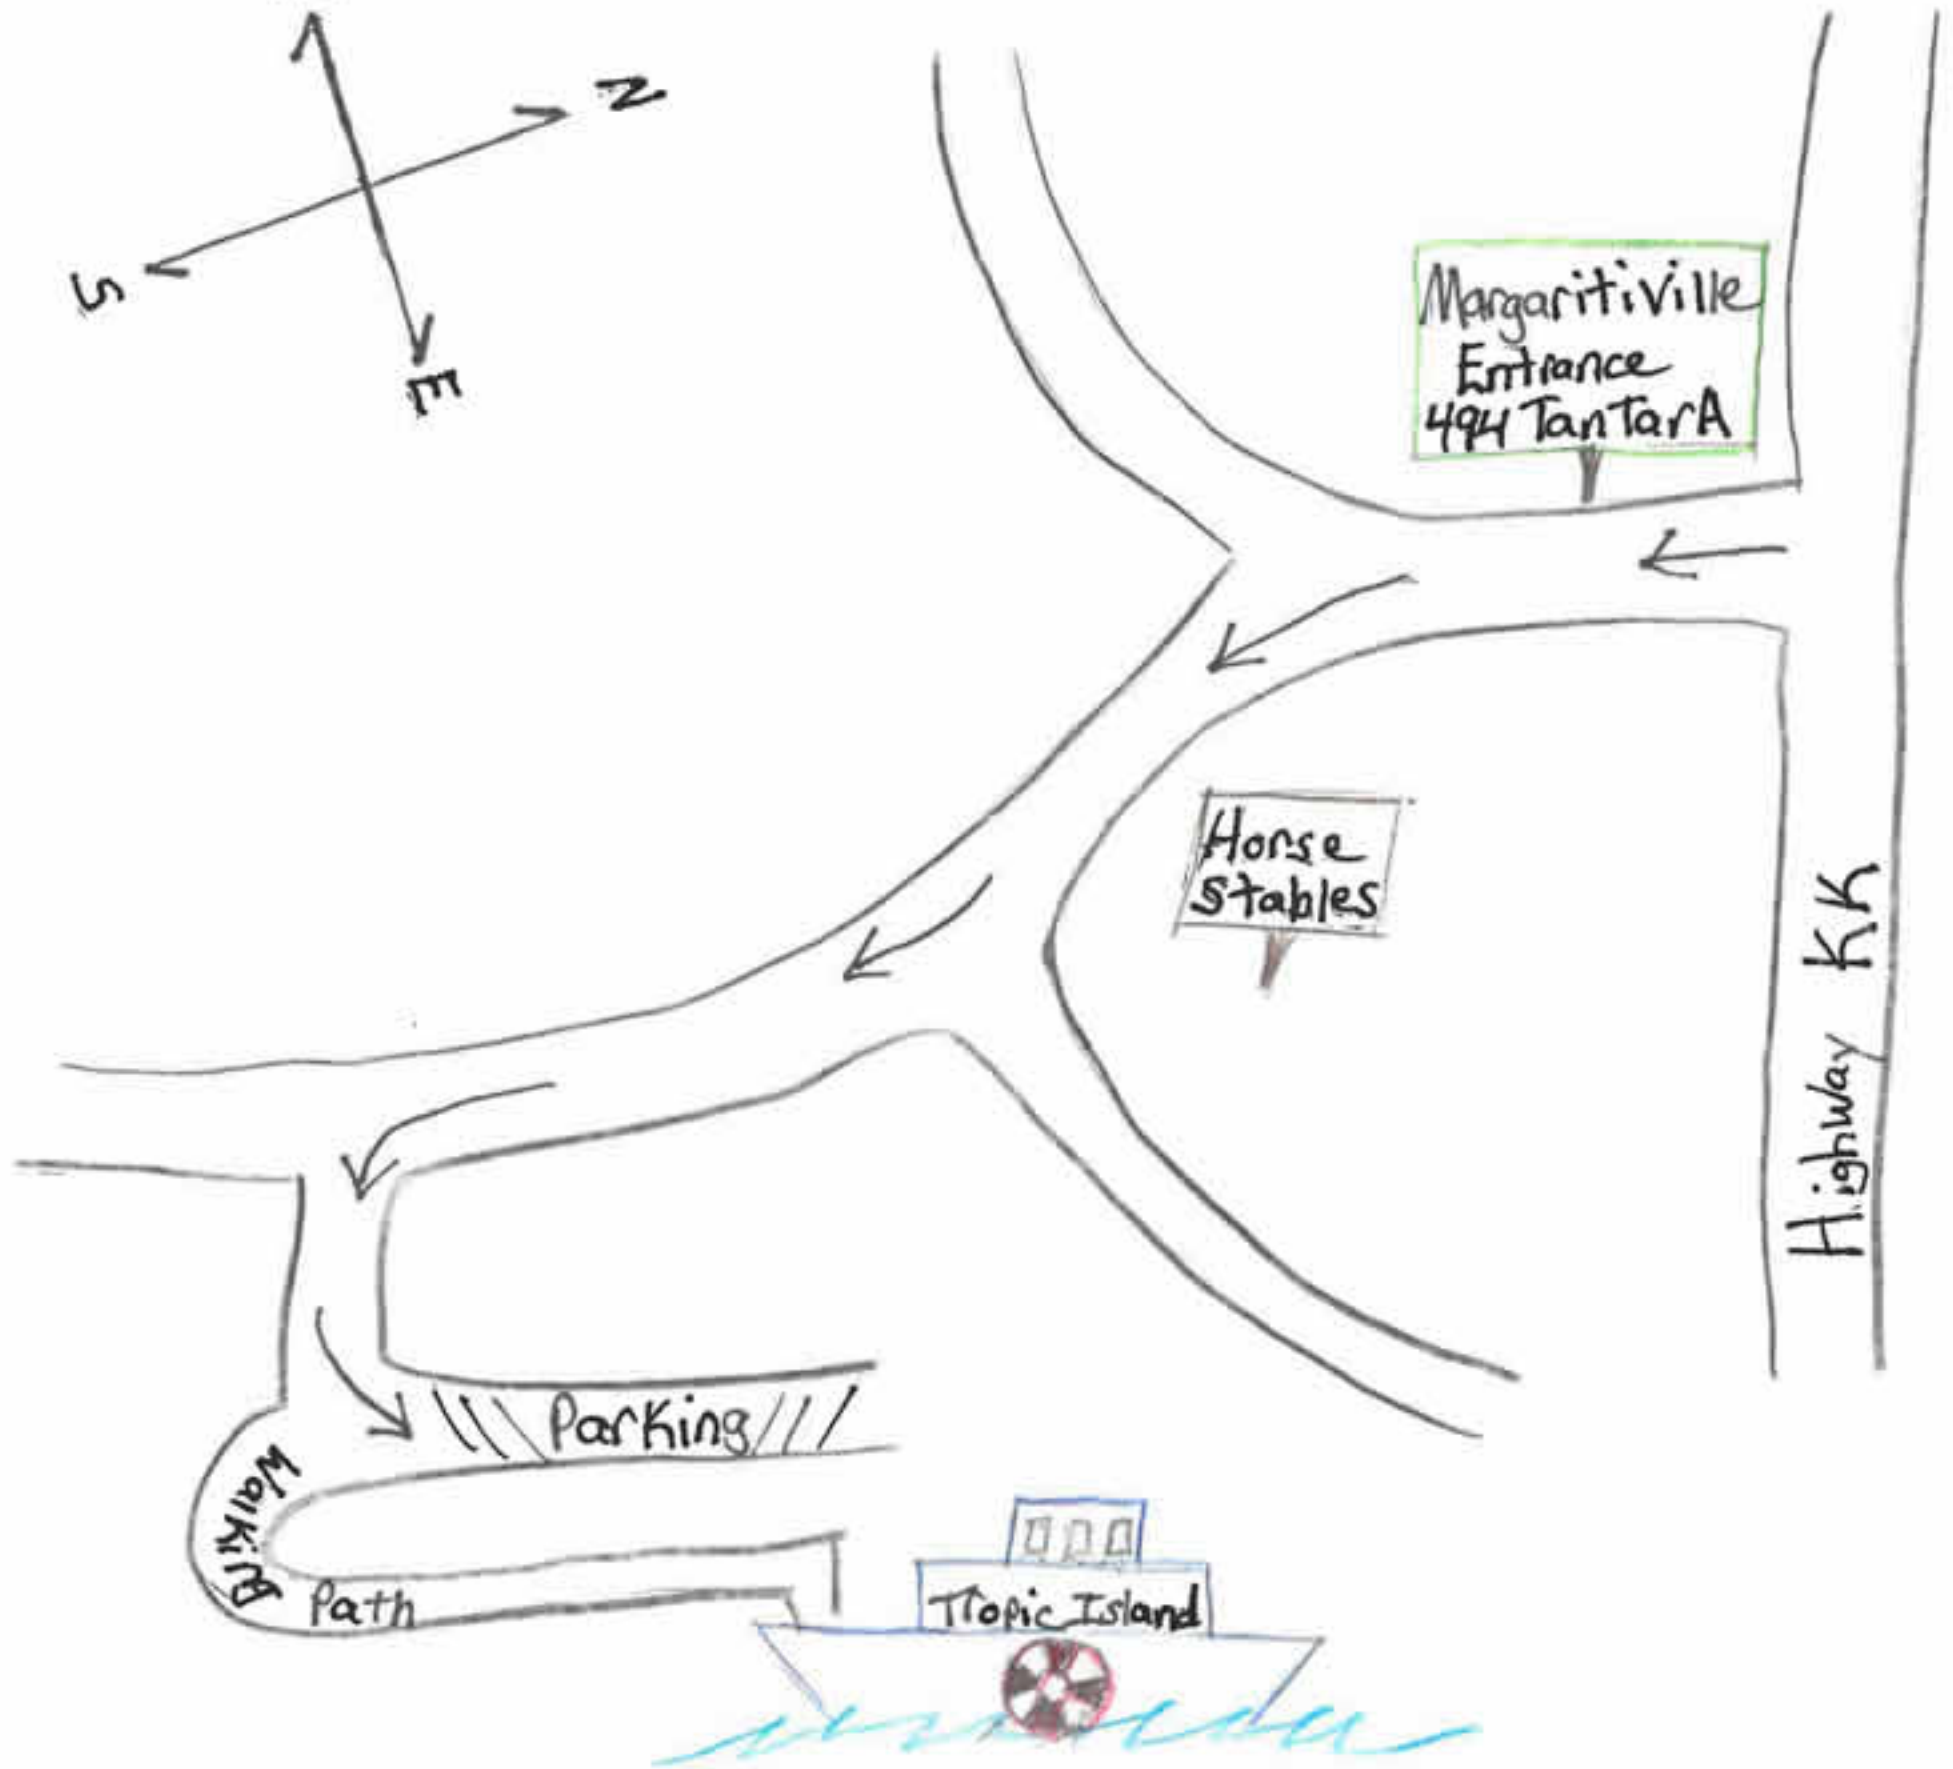 N
S
E
Margaritiville
Entrance
494 TanTarA
Horse
Stables
Highway KK
Parking
Walking
Path
Tropic Island